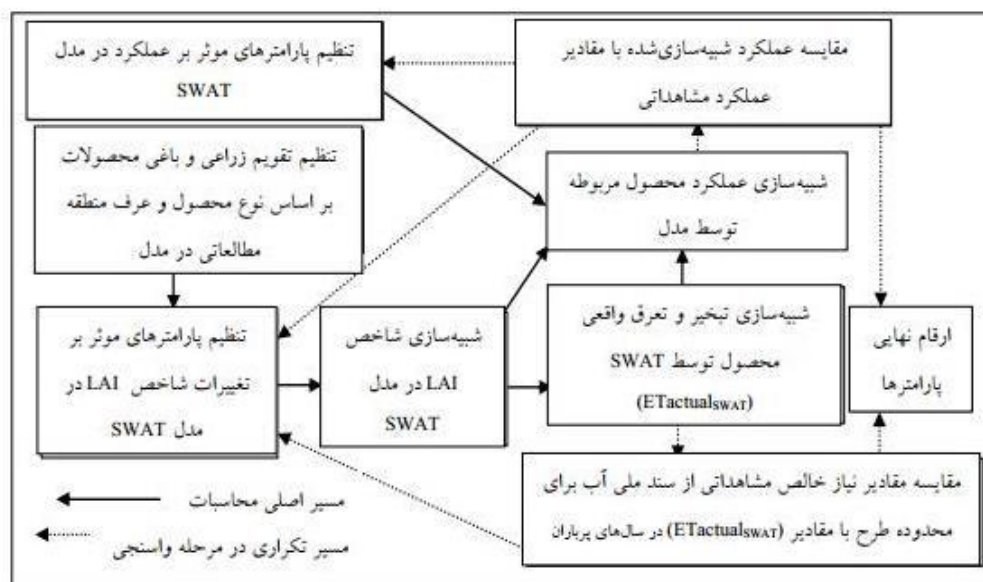 تنظیم پارامترهای موثر بر عملکرد در مدل
SWAT
مقایسه عملکرد شبیه‌سازی‌شده با مقادیر
عملکرد مشاهداتی
تنظیم تقویم زراعی و باغی محصولات
بر اساس نوع محصول و عرف منطقه
مطالعاتی در مدل
شبیه‌سازی عملکرد محصول مربوطه
توسط مدل
تنظیم پارامترهای موثر بر
تغییرات شاخص LAI در
مدل SWAT
شبیه‌سازی شاخص
LAI در مدل
SWAT
شبیه‌سازی تبخیر و تعرق واقعی
محصول توسط SWAT
(ETactualSWAT)
ارقام نهایی
پارامترها
مقایسه مقادیر نیاز خالص مشاهداتی از سند ملی آب برای
محدوده طرح با مقادیر (ETactualSWAT) در سال‌های پرباران
مسیر اصلی محاسبات
مسیر تکراری در مرحله واسنجی